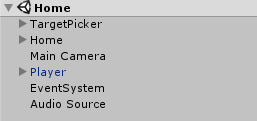 Home
TargetPicker
Home
Main Camera
Player
EventSystem
Audio Source